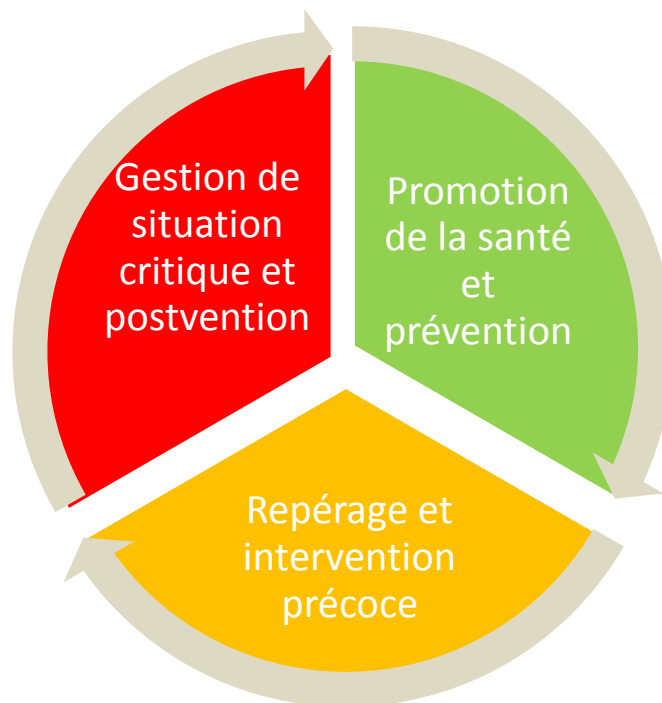 Gestion de
situation
critique et
postvention
Promotion
de la santé
et
prévention
Repérage et
intervention
précoce